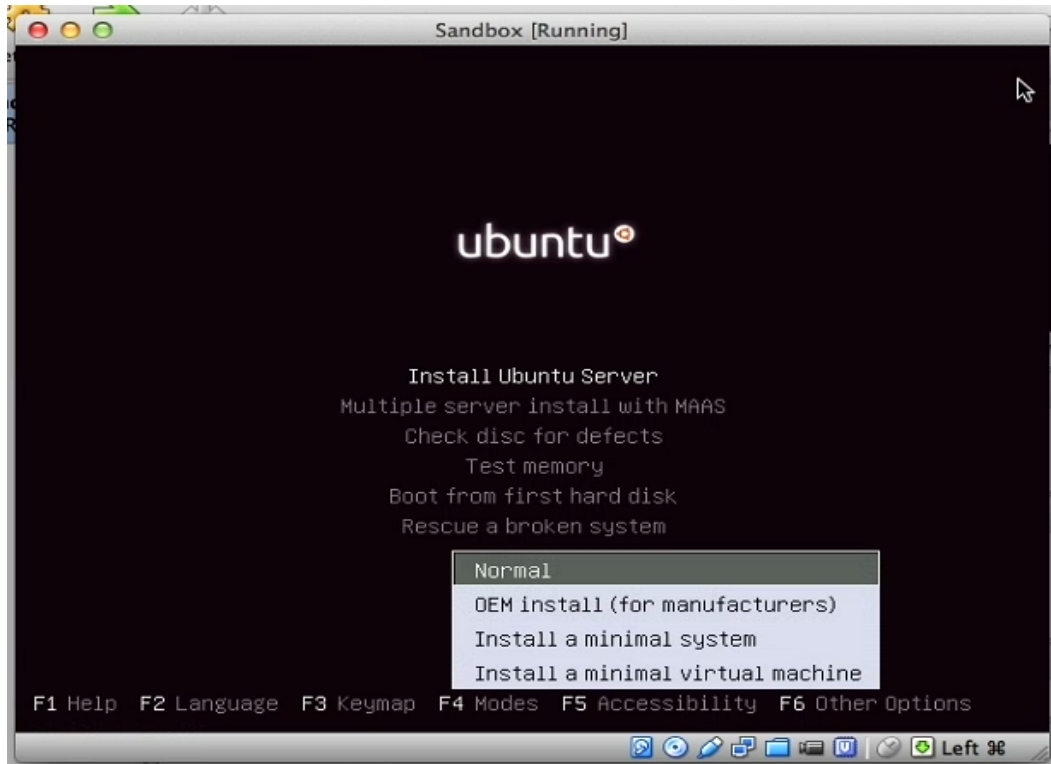 Sandbox [Running]
ubuntu
Install Ubuntu Server
Multiple server install with MAAS
Check disc for defects
Test memory
Boot from first hard disk
Rescue a broken system
Normal
OEM install (for manufacturers)
Install a minimal system
Install a minimal virtual machine
F1 Help F2 Language F3 Keymap F4 Modes F5 Accessibility F6 Other Options
Left ⌘